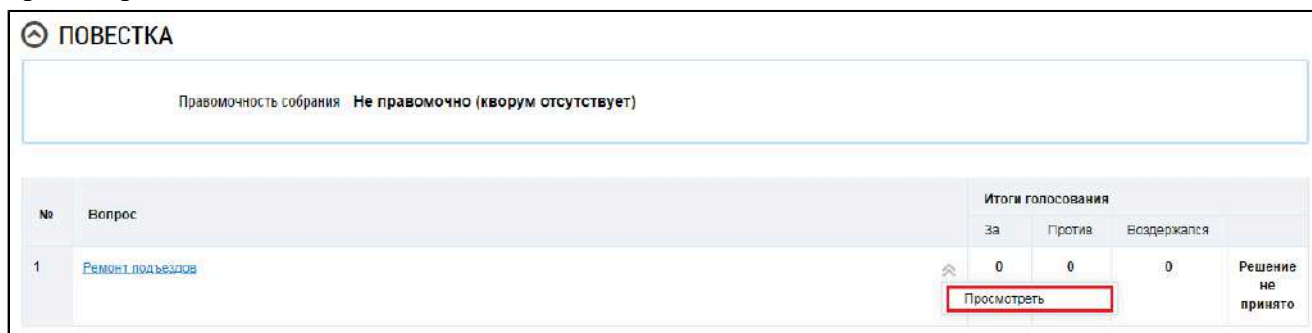 ПОВЕСТКА
Правомочность собрания Не правомочно (кворум отсутствует)
№ Вопрос Итоги голосования
За Против Воздержался
1 Ремонт подъездов 0 0 0 Решение
не
принято
Просмотреть